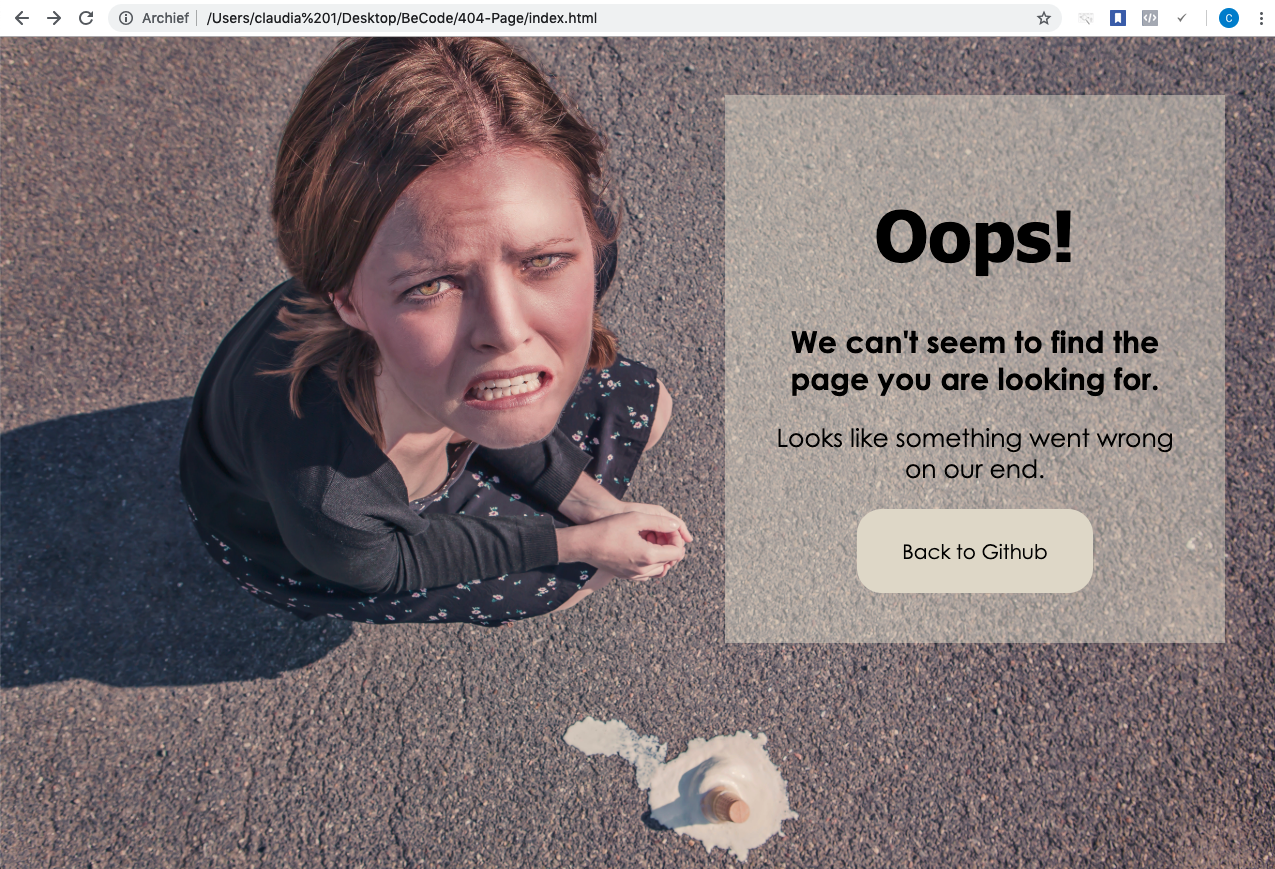 Archief
/Users/claudia%201/Desktop/BeCode/404-Page/index.html
C
Oops!
We can't seem to find the
page you are looking for.
Looks like something went wrong
on our end.
Back to Github